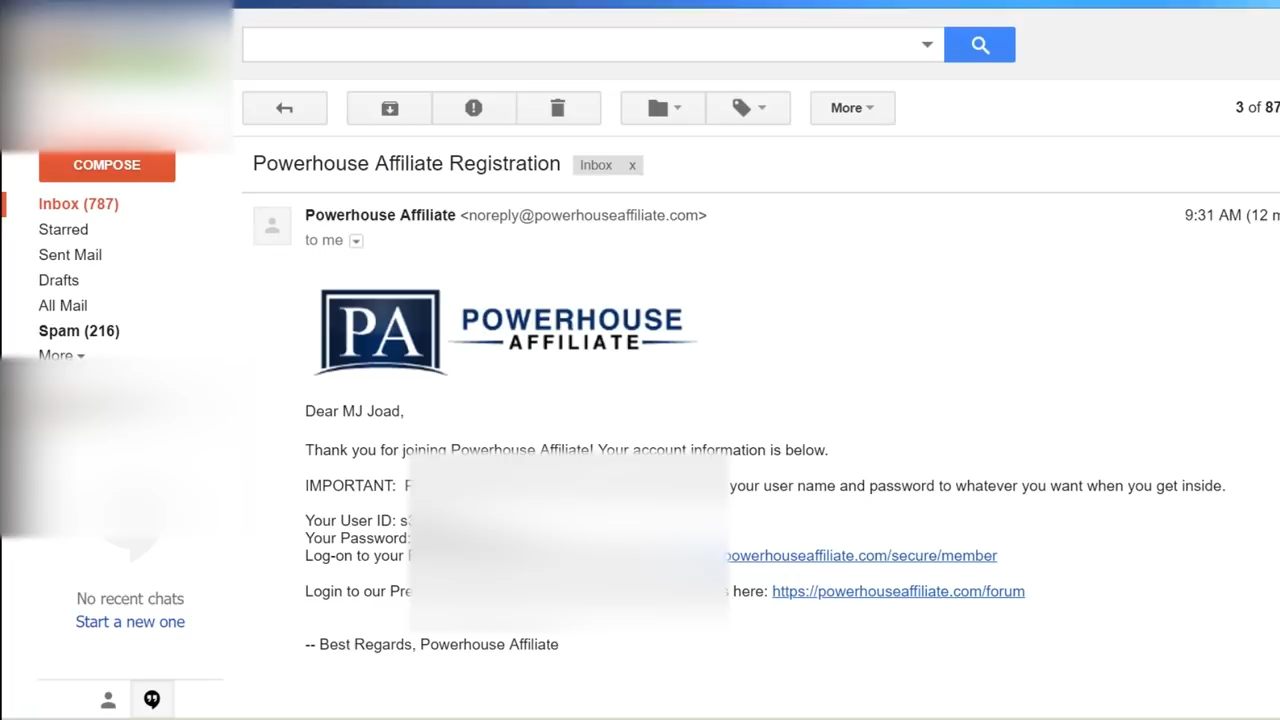 More
3 of 87
Powerhouse Affiliate Registration
Inbox x
COMPOSE
Inbox (787)
Starred
Sent Mail
Drafts
All Mail
Spam (216)
More
Powerhouse Affiliate <noreply@powerhouseaffiliate.com>
9:31 AM (12 m
to me
PA POWERHOUSE
AFFILIATE
Dear MJ Joad,
Thank you for joining Powerhouse Affiliate! Your account information is below.
IMPORTANT: your user name and password to whatever you want when you get inside.
Your User ID:
Your Password:
Log-on to your powerhouseaffiliate.com/secure/member
Login to our here: https://powerhouseaffiliate.com/forum
-- Best Regards, Powerhouse Affiliate
No recent chats
Start a new one